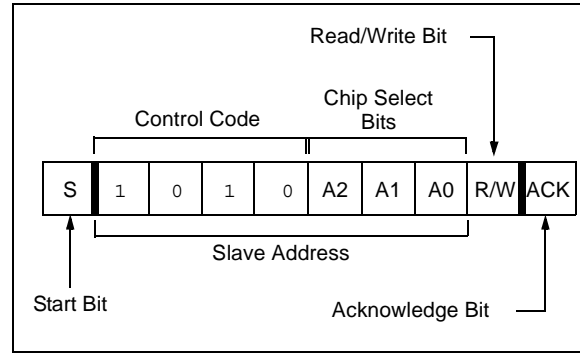 Read/Write Bit
Chip Select
Bits
Control Code
S 1 0 1 0 A2 A1 A0 R/W ACK
Slave Address
Start Bit
Acknowledge Bit